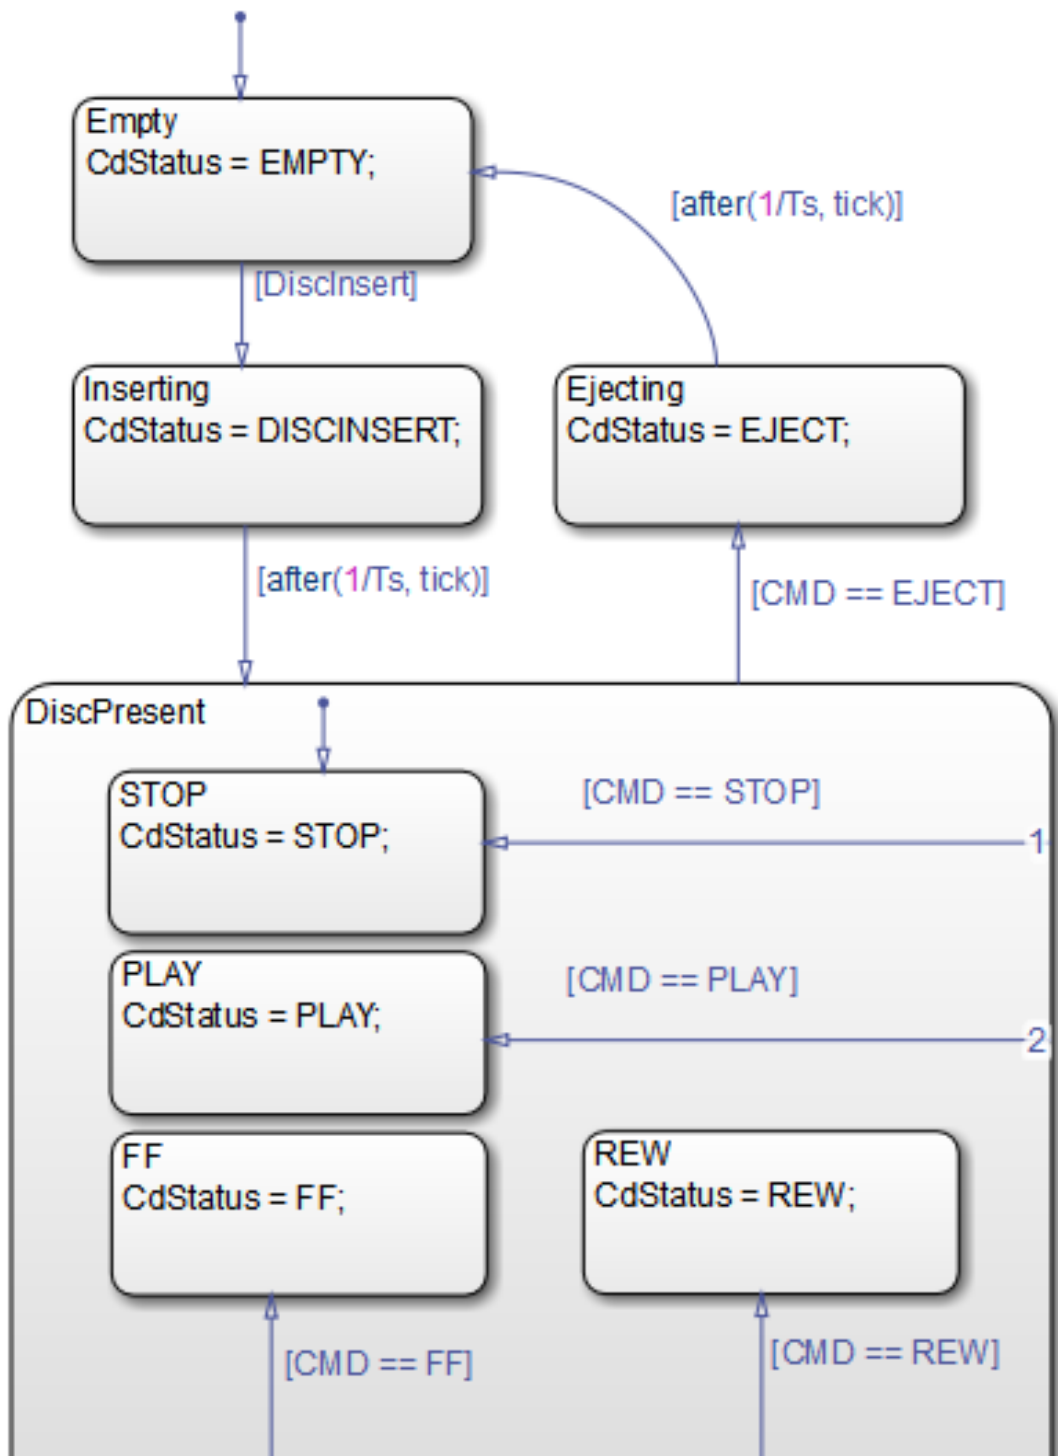 Empty
CdStatus = EMPTY;
[after(1/Ts, tick)]
[DiscInsert]
Inserting
CdStatus = DISCINSERT;
Ejecting
CdStatus = EJECT;
[after(1/Ts, tick)]
[CMD == EJECT]
DiscPresent
STOP
CdStatus = STOP;
[CMD == STOP]
1
PLAY
CdStatus = PLAY;
[CMD == PLAY]
2
FF
CdStatus = FF;
REW
CdStatus = REW;
[CMD == FF]
[CMD == REW]